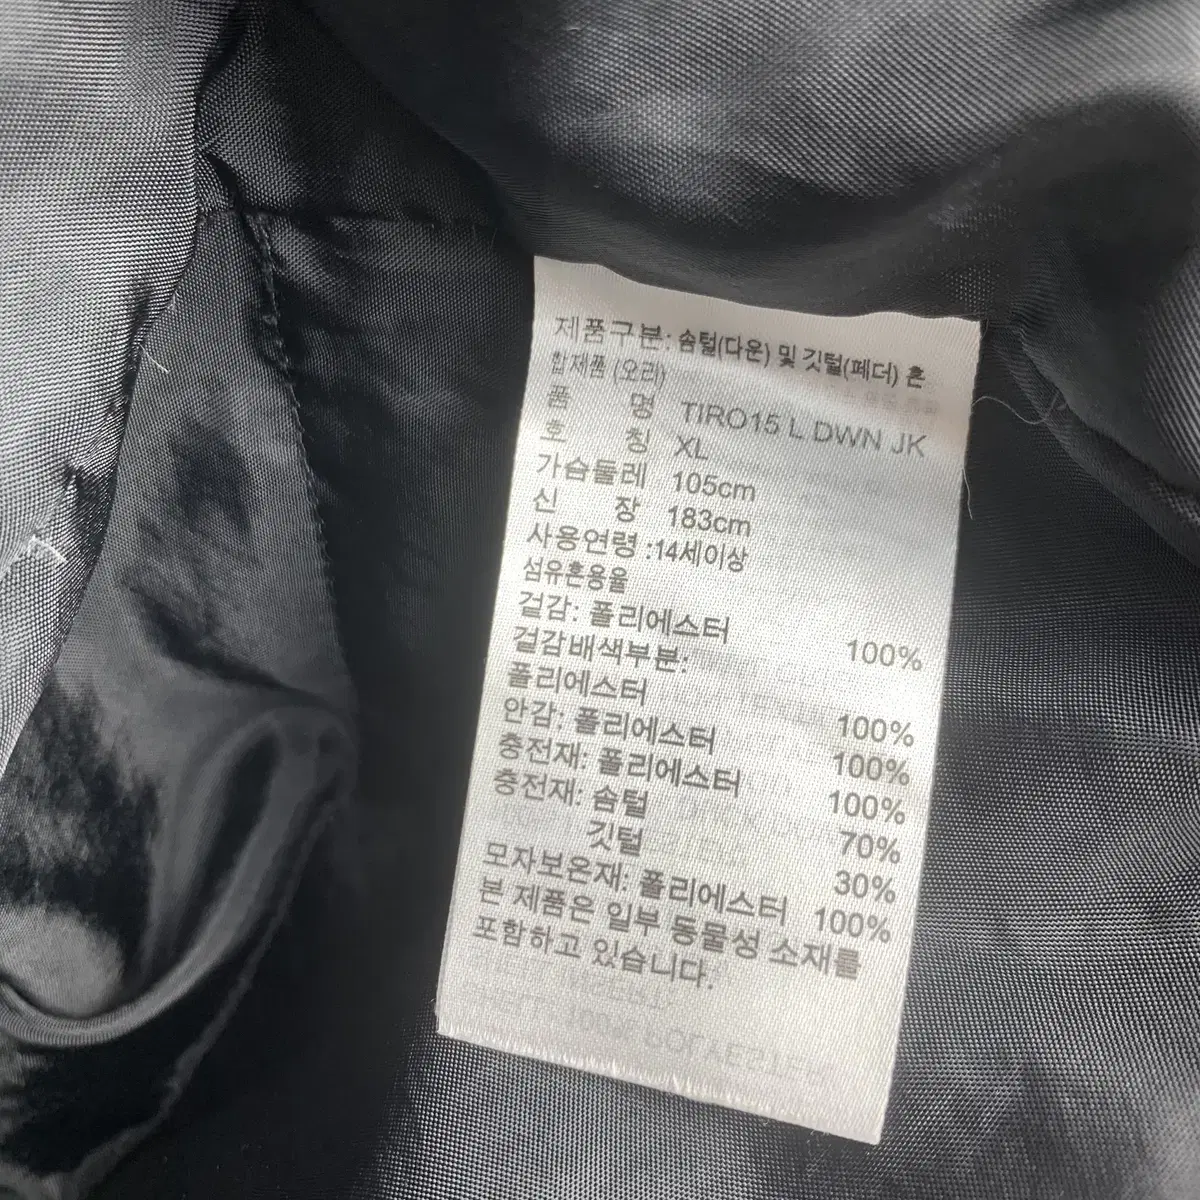 제품구분: 솜털(다운) 및 깃털(페더) 혼
합제품 (오리)
품 명 TIRO15 L DWN JK
호 칭 XL
가슴둘레 105cm
신 장 183cm
사용연령 :14세이상
섬유혼용율
겉감: 폴리에스터 100%
겉감배색부분:
폴리에스터 100%
안감: 폴리에스터 100%
충전재: 폴리에스터 100%
충전재: 솜털 70%
깃털 30%
모자보온재: 폴리에스터 100%
본 제품은 일부 동물성 소재를
포함하고 있습니다.